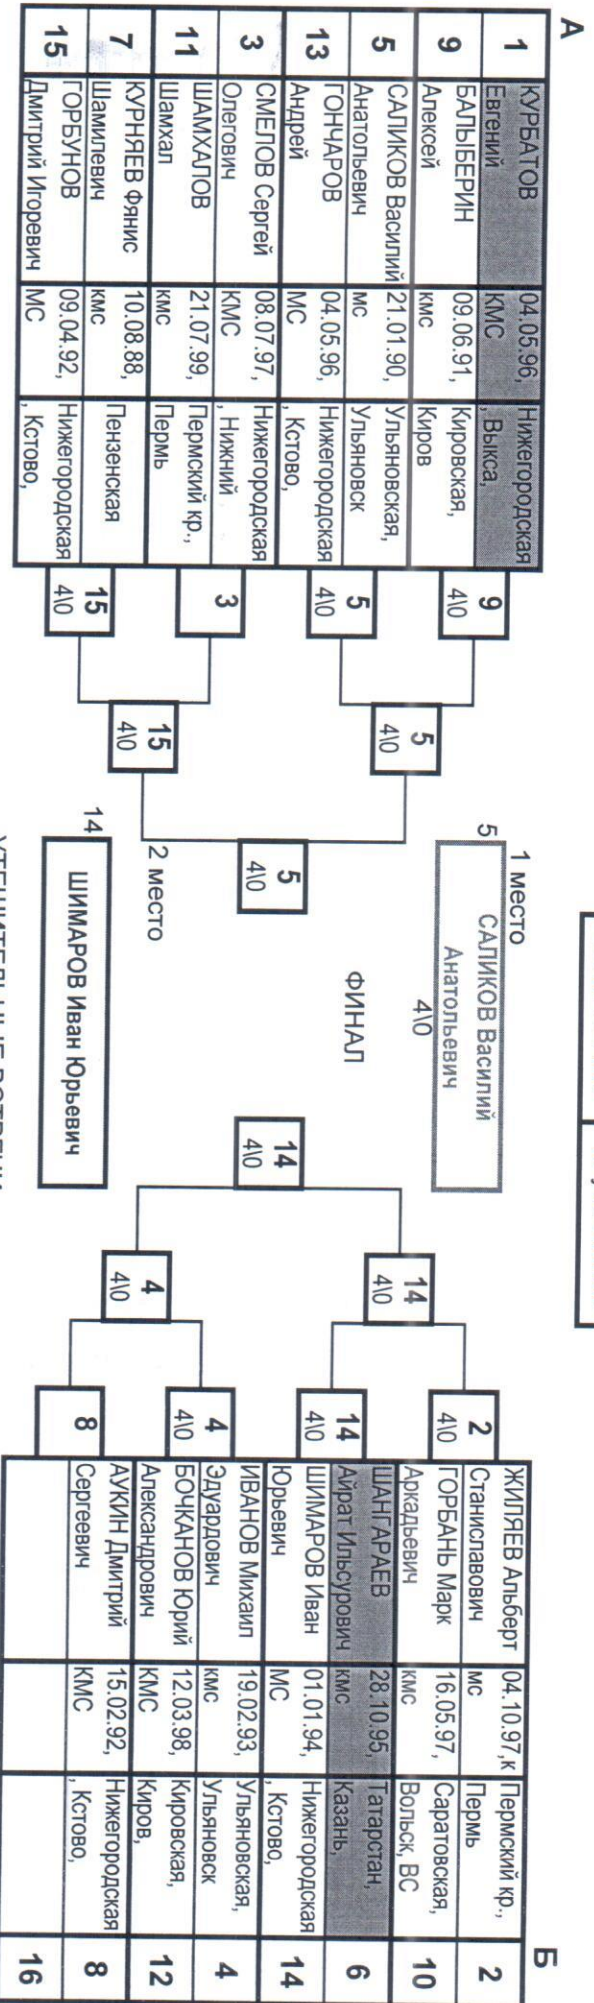 А
1
КУРБАТОВ
Евгений
04.05.96,
КМС
Нижегородская
, Выкса,
9
БАЛЫБЕРИН
Алексей
09.06.91,
кмс
Кировская,
Киров
5
САЛИКОВ Василий
Анатольевич
21.01.90,
мс
Ульяновская,
Ульяновск
13
ГОНЧАРОВ
Андрей
04.05.96,
МС
Нижегородская
, Кстово,
3
СМЕЛОВ Сергей
Олегович
08.07.97,
КМС
Нижегородская
, Нижний
11
ШАМХАЛОВ
Шамхал
21.07.99,
кмс
Пермский кр.,
Пермь
7
КУРНЯЕВ Фянис
Шамилевич
10.08.88,
кмс
Пензенская
15
ГОРБУНОВ
Дмитрий Игоревич
09.04.92,
МС
Нижегородская
, Кстово,
9
4\0
5
4\0
3
15
4\0
5
4\0
15
4\0
5
4\0
1 место
5
САЛИКОВ Василий
Анатольевич
4\0
ФИНАЛ
2 место
14
ШИМАРОВ Иван Юрьевич
14
4\0
14
4\0
4
4\0
2
4\0
14
4\0
4
4\0
8
Б
ЖИЛЯЕВ Альберт
Станиславович
04.10.97,к
мс
Пермский кр.,
Пермь
2
ГОРБАНЬ Марк
Аркадьевич
16.05.97,
кмс
Саратовская,
Вольск, ВС
10
ШАНГАРАЕВ
Айрат Ильсурович
28.10.95,
кмс
Татарстан,
Казань,
6
ШИМАРОВ Иван
Юрьевич
01.01.94,
МС
Нижегородская
, Кстово,
14
ИВАНОВ Михаил
Эдуардович
19.02.93,
кмс
Ульяновская,
Ульяновск
4
БОЧКАНОВ Юрий
Александрович
12.03.98,
КМС
Кировская,
Киров,
12
АУКИН Дмитрий
Сергеевич
15.02.92,
КМС
Нижегородская
, Кстово,
8
16